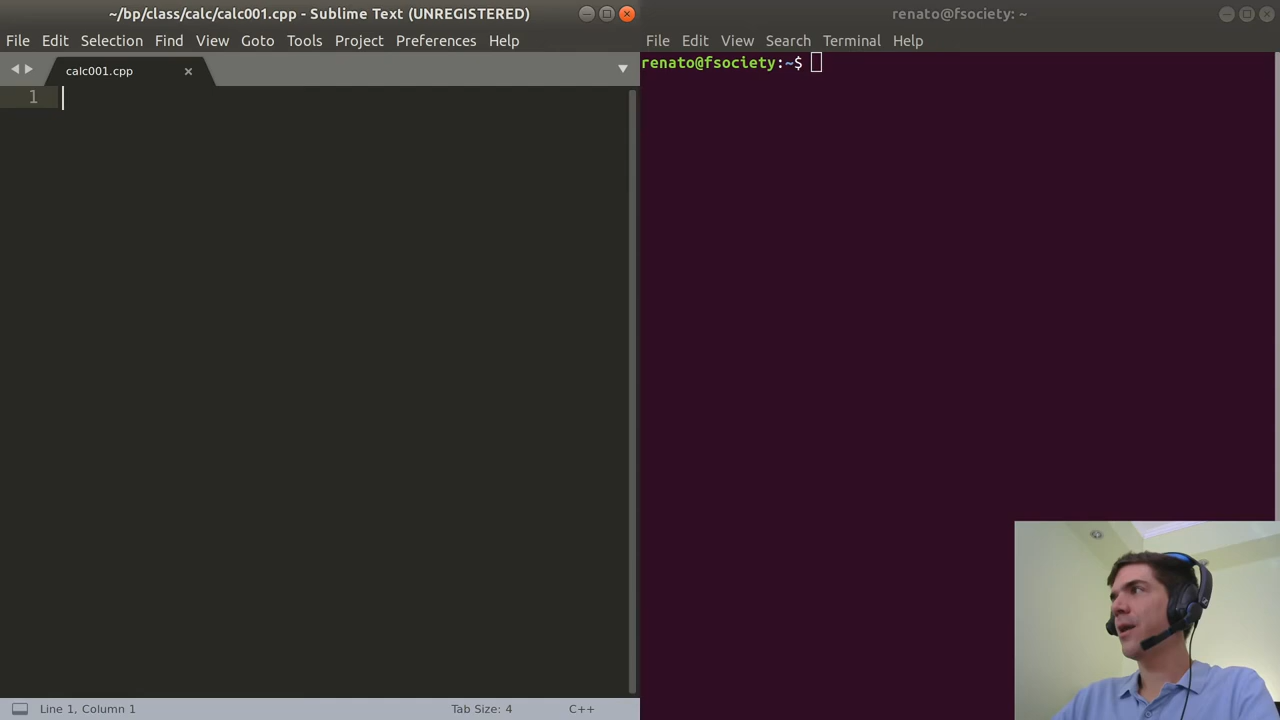 ~/bp/class/calc/calc001.cpp - Sublime Text (UNREGISTERED)
File Edit Selection Find View Goto Tools Project Preferences Help
calc001.cpp
1
Line 1, Column 1
Tab Size: 4
C++
renato@fsociety: ~
File Edit View Search Terminal Help
renato@fsociety:~$